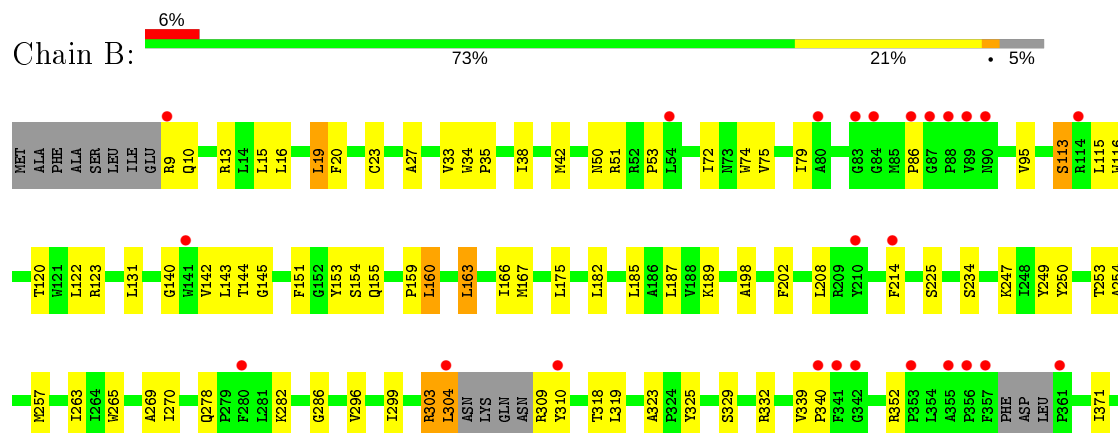 6%
Chain B:
73% 21% • 5%
MET ALA PHE ALA SER LEU ILE GLU R9 Q10 R13 L14 L15 L16 L19 F20 C23 A27 V33 W34 P35 I38 M42 N50 R51 R52 P53 L54 I72 N73 W74 V75 I79 A80 G83 G84 M85 P86 G87 P88 V89 N90 V95 S113 R114 L115 W116
T120 W121 L122 R123 L131 G140 W141 V142 L143 T144 G145 F151 G152 Y153 S154 Q155 P159 L160 L163 I166 M167 L175 L182 L185 A186 L187 V188 K189 A198 F202 L208 R209 Y210 F214 S225 S234 K247 I248 Y249 Y250 T253 A254
M257 I263 I264 W265 A269 I270 Q278 P279 F280 L281 K282 G286 V296 I299 R303 L304 ASN LYS GLN ASN R309 Y310 T318 L319 A323 P324 Y325 S329 R332 V339 P340 F341 G342 R352 P353 L354 A355 P356 F357 PHE ASP LEU P361 I371